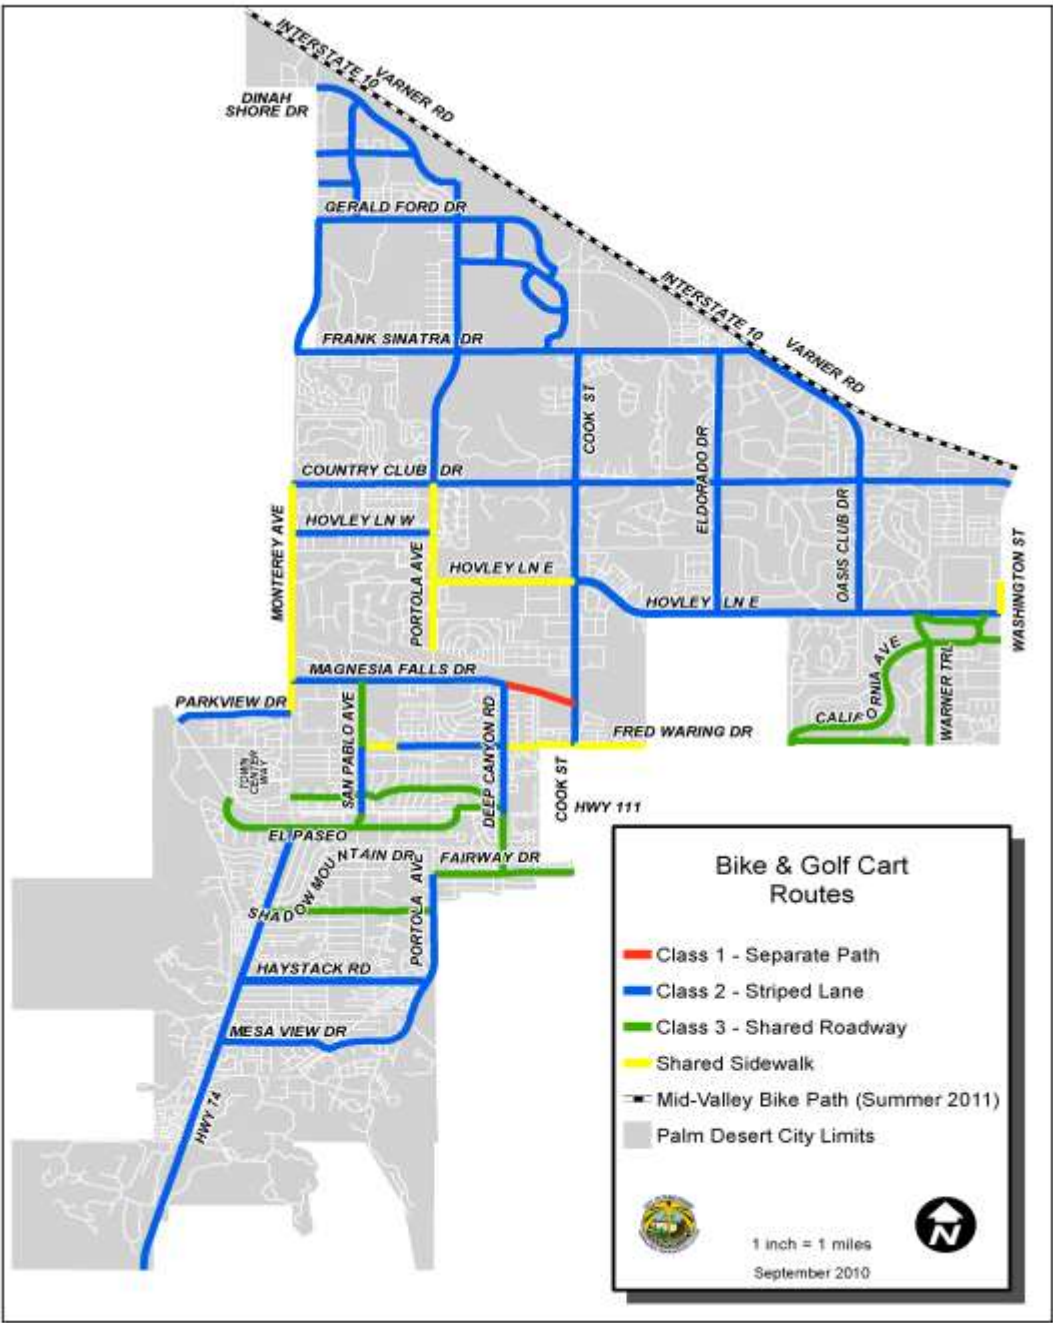 INTERSTATE 10
VARNER RD
DINAH
SHORE DR
GERALD FORD DR
INTERSTATE 10
VARNER RD
FRANK SINATRA DR
COOK ST
ELDORADO DR
COUNTRY CLUB DR
OASIS CLUB DR
MONTEREY AVE
HOVLEY LN W
PORTOLA AVE
HOVLEY LN E
HOVLEY LN E
WASHINGTON ST
MAGNESIA FALLS DR
PARKVIEW DR
SAN PABLO AVE
DEEP CANYON RD
CALIFORNIA AVE
WARNER TRL
FRED WARING DR
TOWN
CENTER
WAY
COOK ST
HWY 111
EL PASEO
SHADOW MOUNTAIN DR
FAIRWAY DR
PORTOLA AVE
HAYSTACK RD
MESA VIEW DR
HWY 74
Bike & Golf Cart
Routes
Class 1 - Separate Path
Class 2 - Striped Lane
Class 3 - Shared Roadway
Shared Sidewalk
Mid-Valley Bike Path (Summer 2011)
Palm Desert City Limits
N
1 inch = 1 miles
September 2010